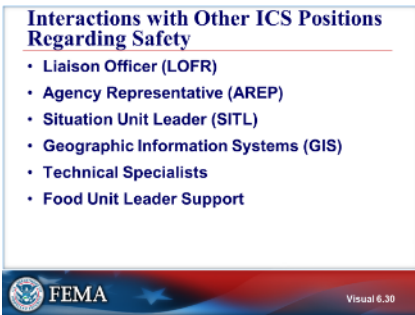 Interactions with Other ICS Positions
Regarding Safety
• Liaison Officer (LOFR)
• Agency Representative (AREP)
• Situation Unit Leader (SITL)
• Geographic Information Systems (GIS)
• Technical Specialists
• Food Unit Leader Support
FEMA
Visual 6.30